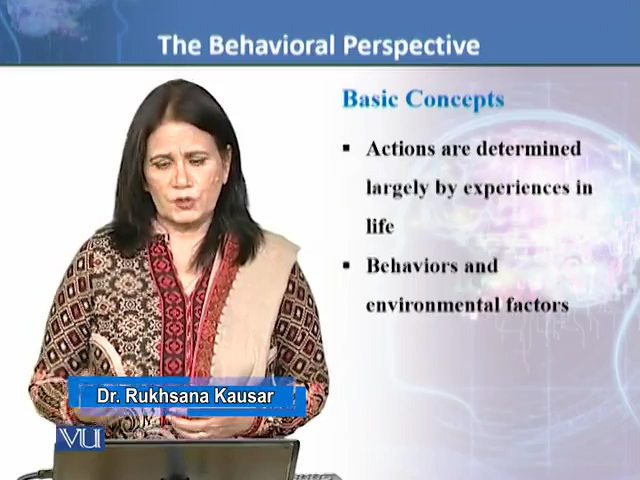 The Behavioral Perspective
Basic Concepts
▪ Actions are determined
largely by experiences in
life
▪ Behaviors and
environmental factors
Dr. Rukhsana Kausar
VU